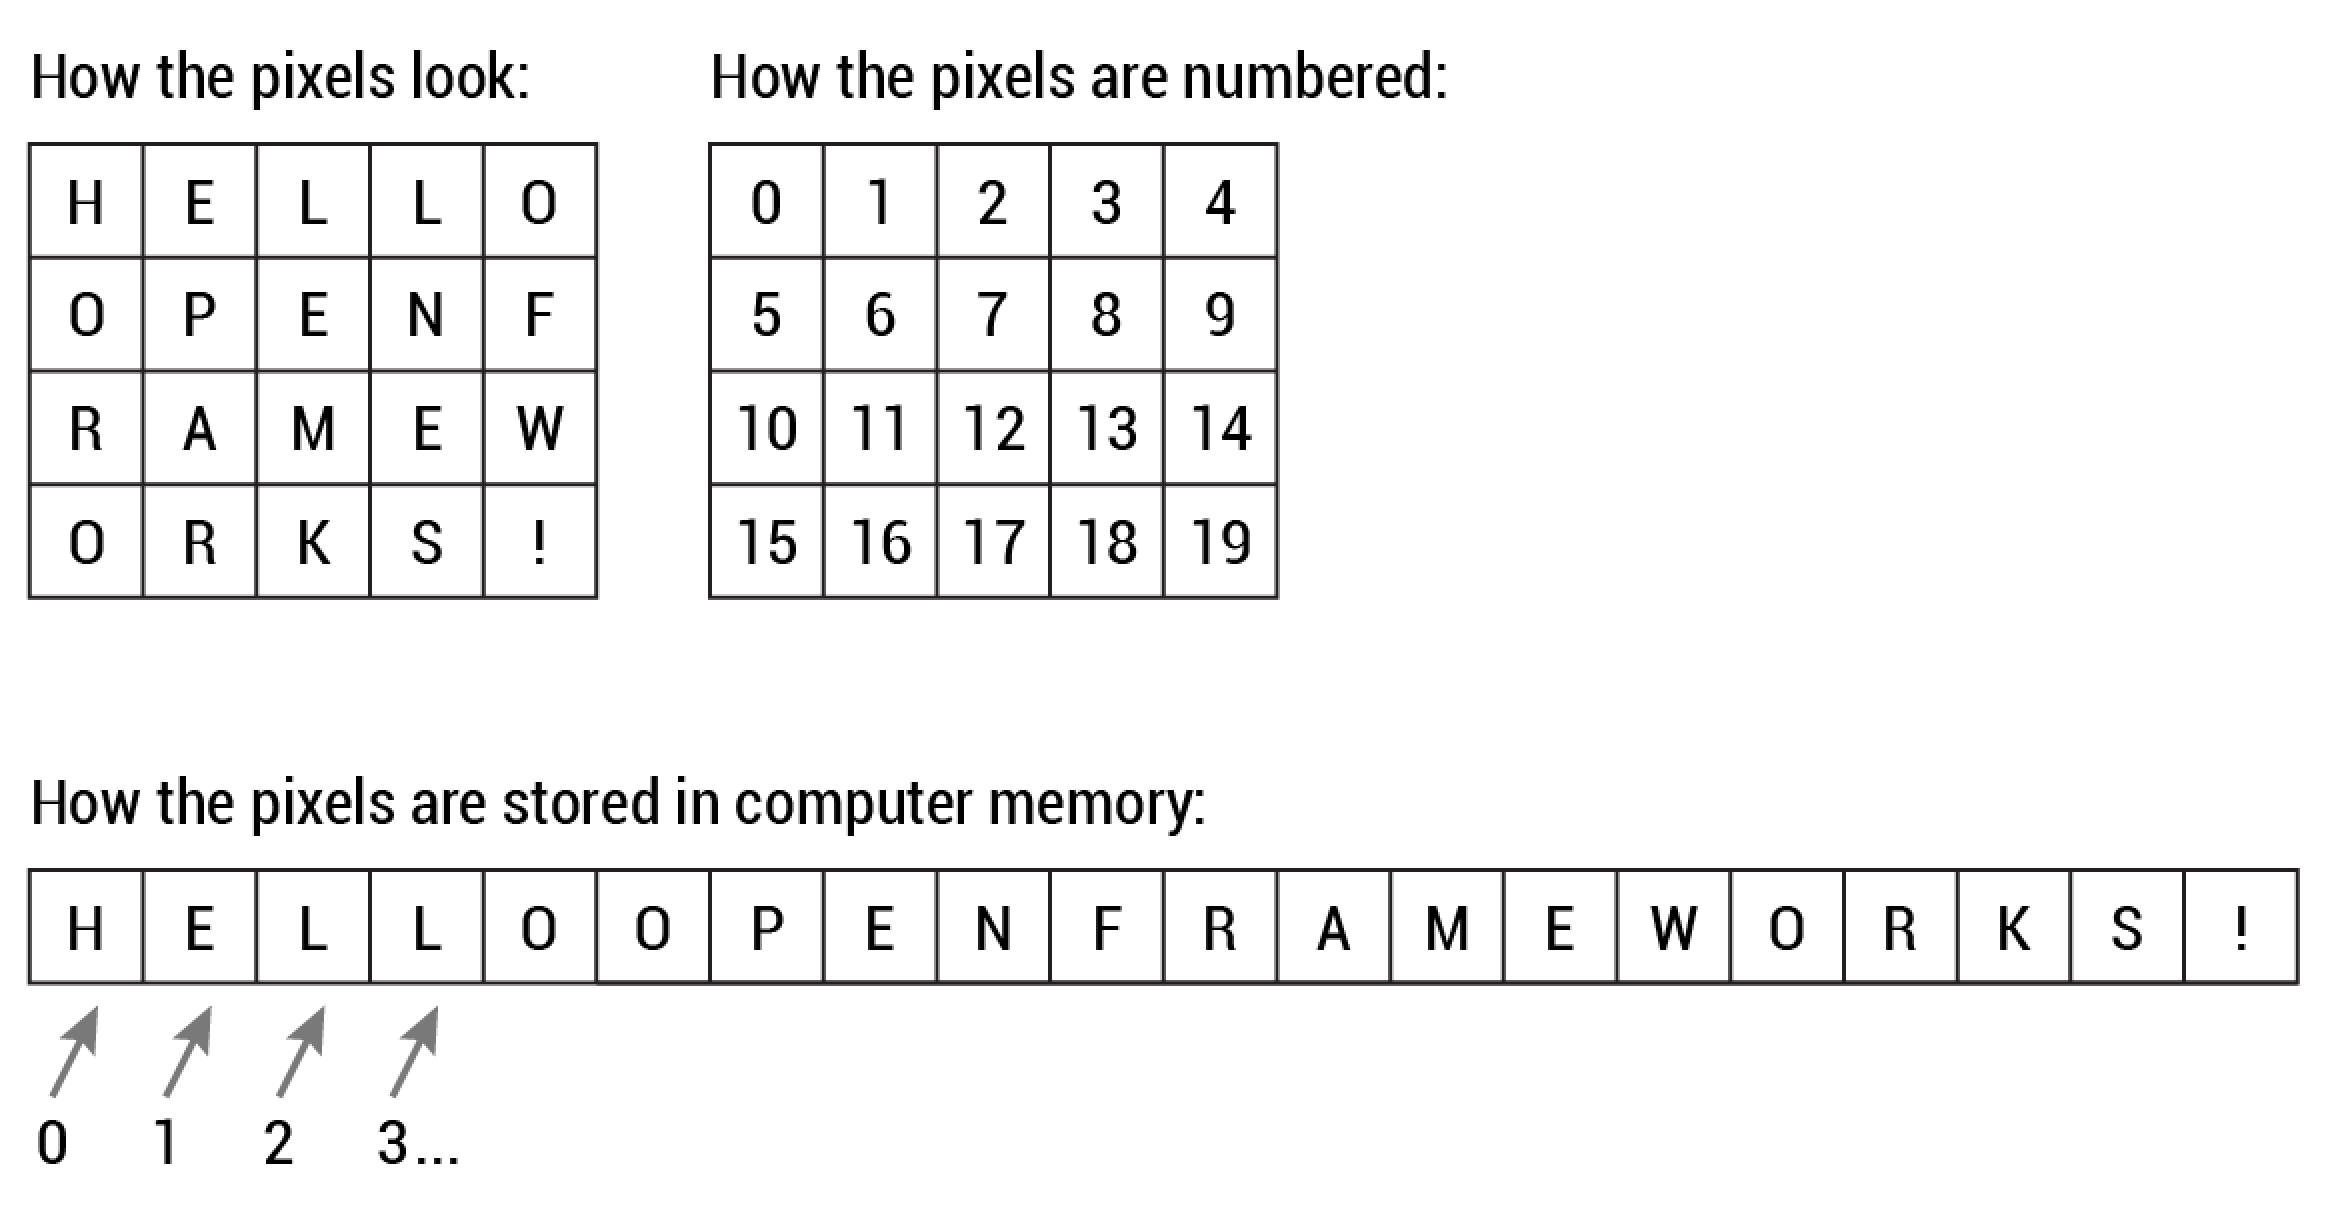 How the pixels look:
H E L L O
O P E N F
R A M E W
O R K S !
How the pixels are numbered:
0 1 2 3 4
5 6 7 8 9
10 11 12 13 14
15 16 17 18 19
How the pixels are stored in computer memory:
H E L L O O P E N F R A M E W O R K S !
0 1 2 3...